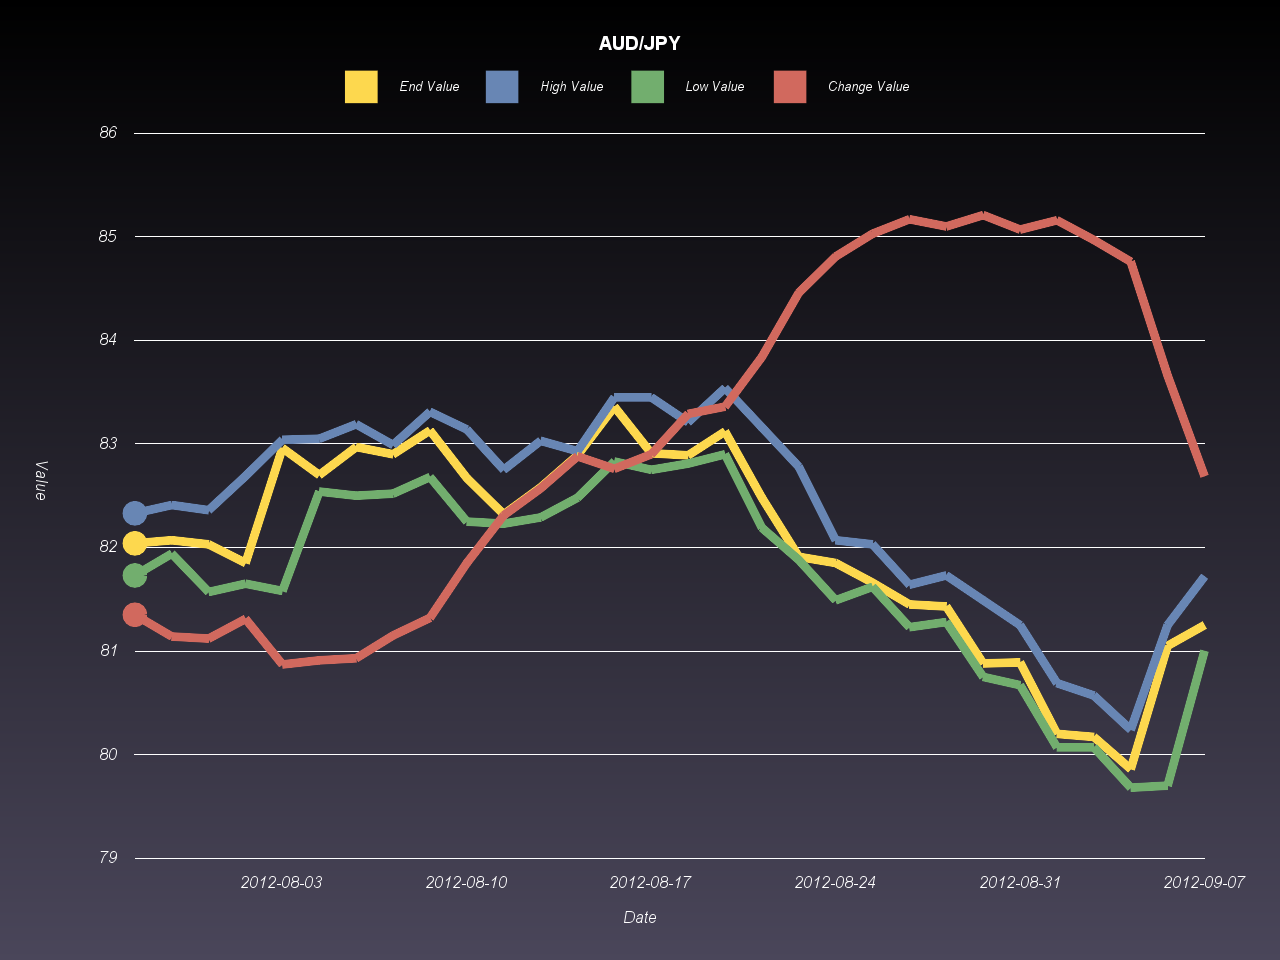 AUD/JPY
End Value High Value Low Value Change Value
86
85
84
83
82
81
80
79
Value
2012-08-03 2012-08-10 2012-08-17 2012-08-24 2012-08-31 2012-09-07
Date